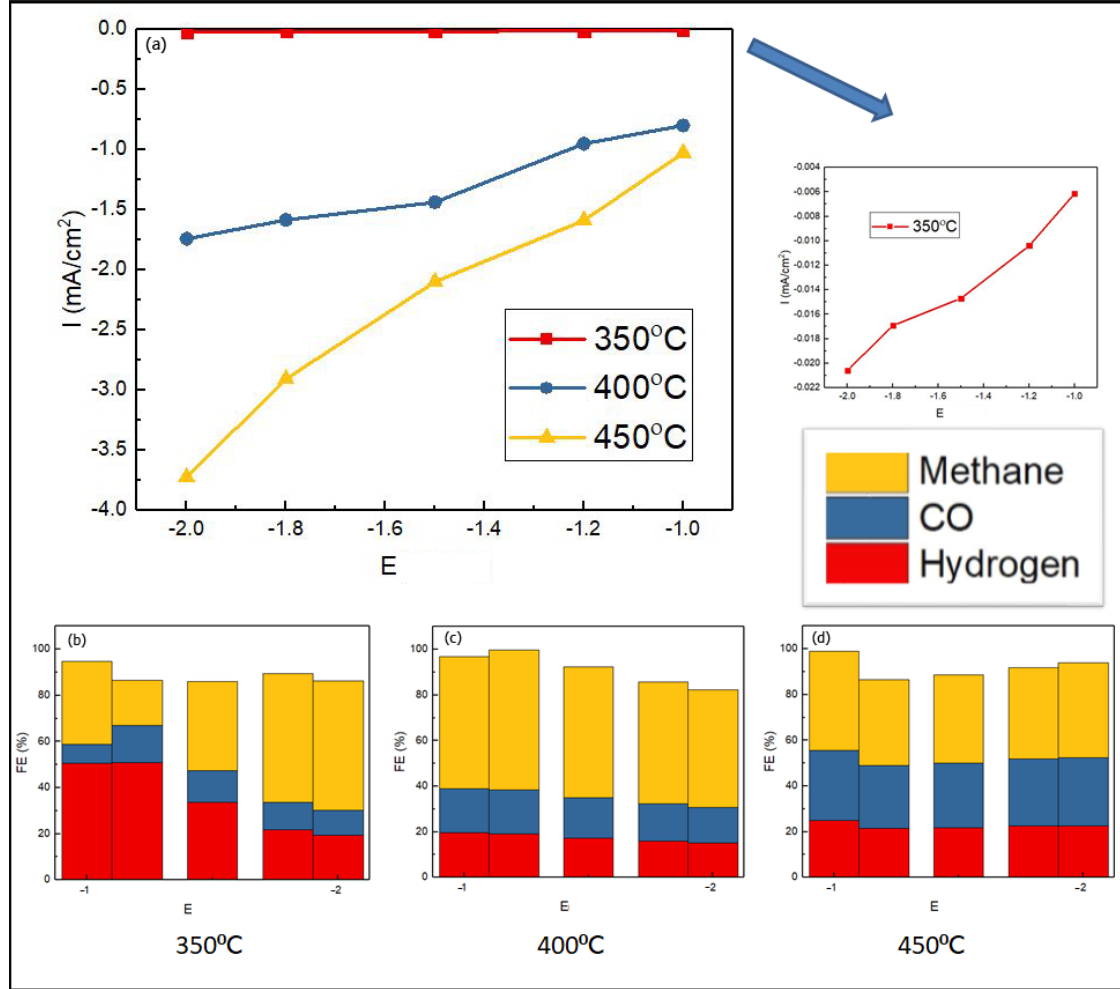 (a)
0.0
-0.5
-1.0
-1.5
-2.0
-2.5
-3.0
-3.5
-4.0
I (mA/cm²)
-2.0 -1.8 -1.6 -1.4 -1.2 -1.0
E
350°C
400°C
450°C
-0.004
-0.006
-0.008
-0.010
-0.012
-0.014
-0.016
-0.018
-0.020
-0.022
I (mA/cm²)
350°C
-2.0 -1.8 -1.6 -1.4 -1.2 -1.0
E
Methane
CO
Hydrogen
(b)
100
80
60
40
20
0
FE (%)
-1 -2
E
350ºC
(c)
100
80
60
40
20
0
FE (%)
-1 -2
E
400ºC
(d)
100
80
60
40
20
0
FE (%)
-1 -2
E
450ºC